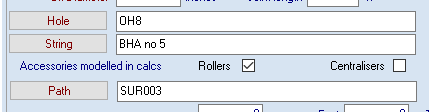 Hole OH8
String BHA no 5
Accessories modelled in calcs Rollers Centralisers
Path SUR003